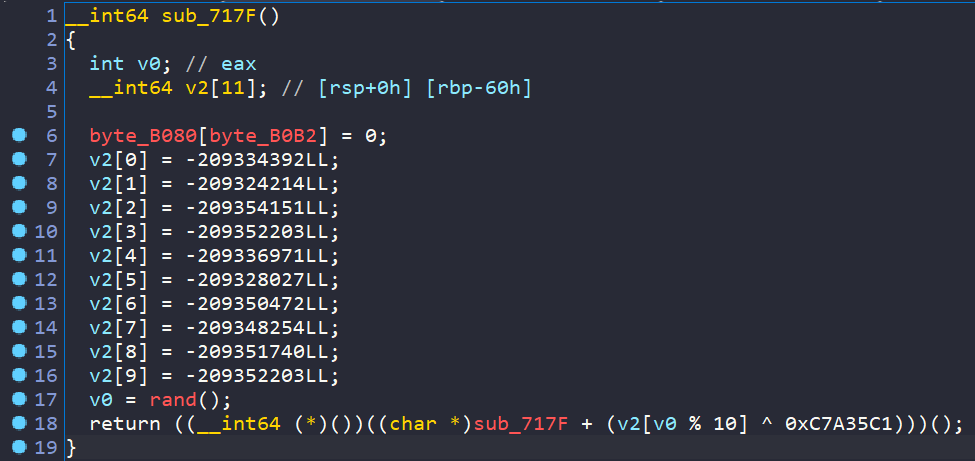 1 __int64 sub_717F()
2 {
3   int v0; // eax
4   __int64 v2[11]; // [rsp+0h] [rbp-60h]
5
6   byte_B080[byte_B0B2] = 0;
7   v2[0] = -209334392LL;
8   v2[1] = -209324214LL;
9   v2[2] = -209354151LL;
10   v2[3] = -209352203LL;
11   v2[4] = -209336971LL;
12   v2[5] = -209328027LL;
13   v2[6] = -209350472LL;
14   v2[7] = -209348254LL;
15   v2[8] = -209351740LL;
16   v2[9] = -209352203LL;
17   v0 = rand();
18   return ((__int64 (*)())((char *)sub_717F + (v2[v0 % 10] ^ 0xC7A35C1)))();
19 }